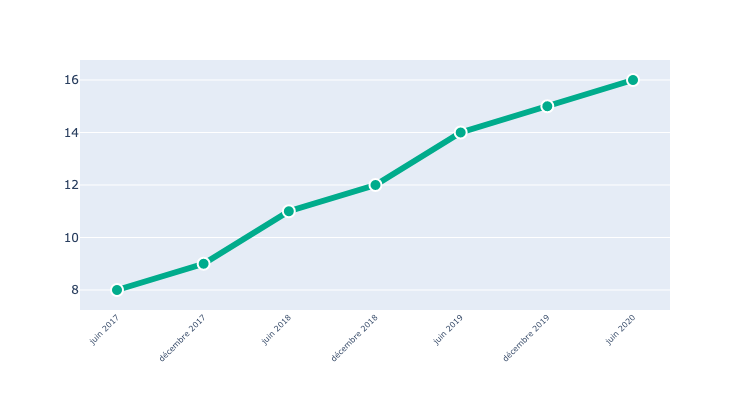 16
14
12
10
8
juin 2017
décembre 2017
juin 2018
décembre 2018
juin 2019
décembre 2019
juin 2020